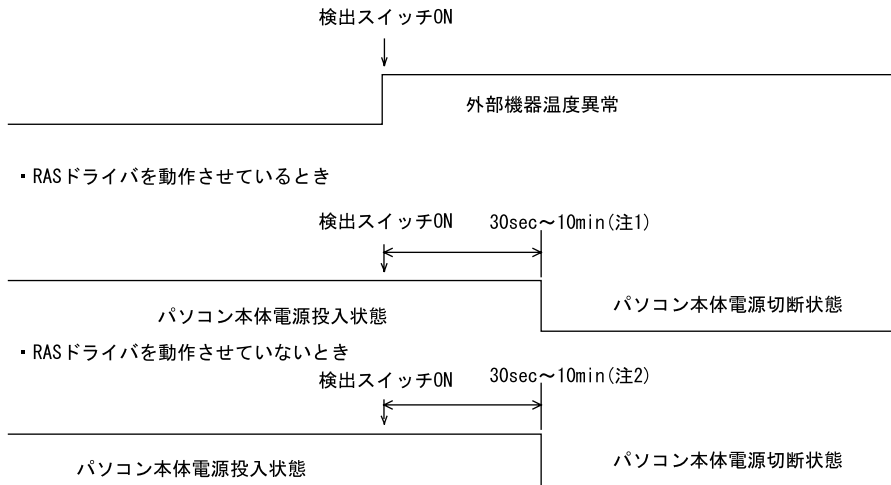 検出スイッチON
外部機器温度異常
・RASドライバを動作させているとき
検出スイッチON 30sec～10min(注1)
パソコン本体電源投入状態 パソコン本体電源切断状態
・RASドライバを動作させていないとき
検出スイッチON 30sec～10min(注2)
パソコン本体電源投入状態 パソコン本体電源切断状態